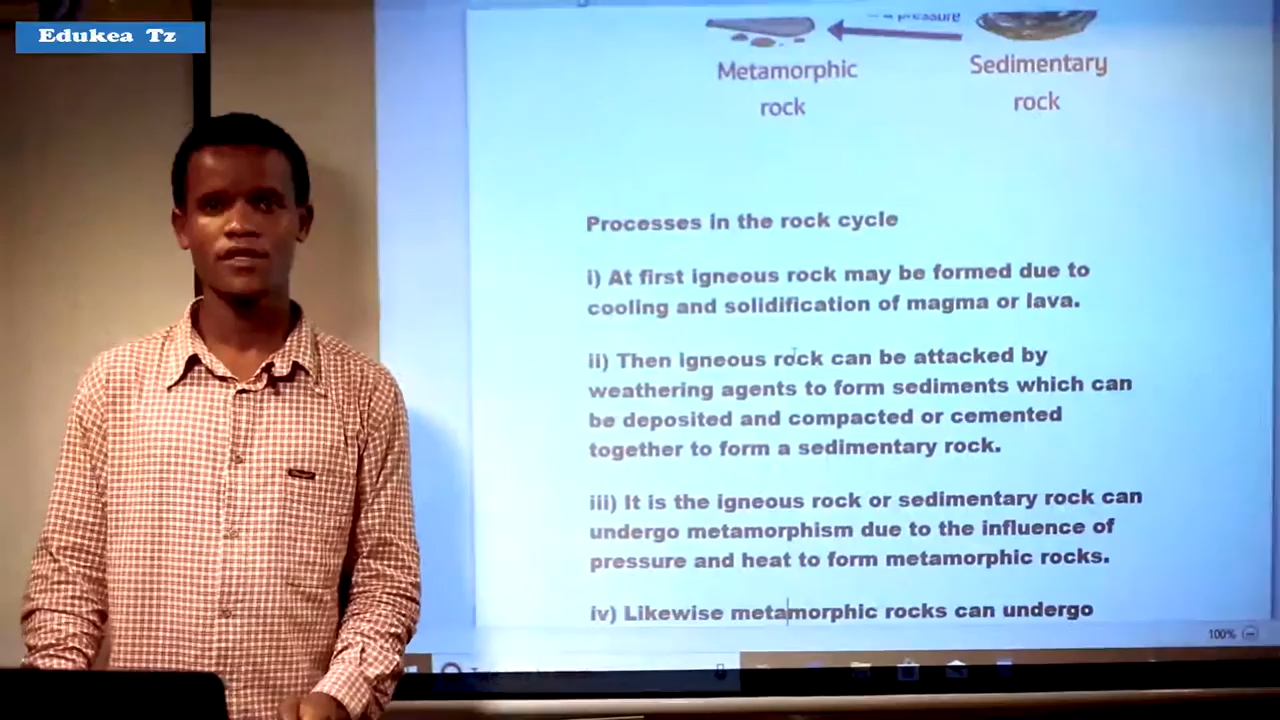 Edukea Tz
pressure
Metamorphic
rock
Sedimentary
rock
Processes in the rock cycle
i) At first igneous rock may be formed due to
cooling and solidification of magma or lava.
ii) Then igneous rock can be attacked by
weathering agents to form sediments which can
be deposited and compacted or cemented
together to form a sedimentary rock.
iii) It is the igneous rock or sedimentary rock can
undergo metamorphism due to the influence of
pressure and heat to form metamorphic rocks.
iv) Likewise metamorphic rocks can undergo
100%